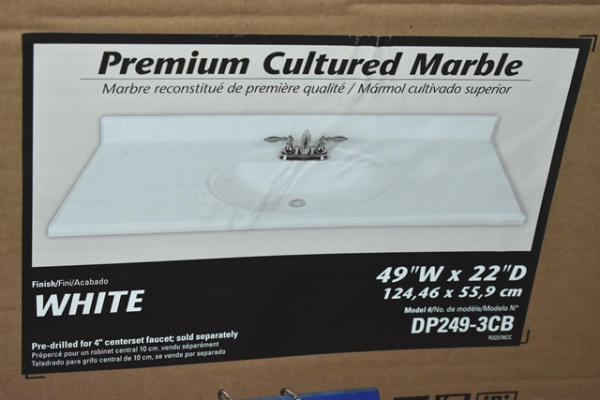 Premium Cultured Marble
Marbre reconstitué de première qualité / Mármol cultivado superior
Finish/Fini/Acabado
WHITE
Pre-drilled for 4" centerset faucet; sold separately
Prépercé pour un robinet central 10 cm, vendu séparément
Taladrado para grifo central de 10 cm, se vende por separado
49"W x 22"D
124,46 x 55,9 cm
Model #/No. de modèle/Modelo N°
DP249-3CB